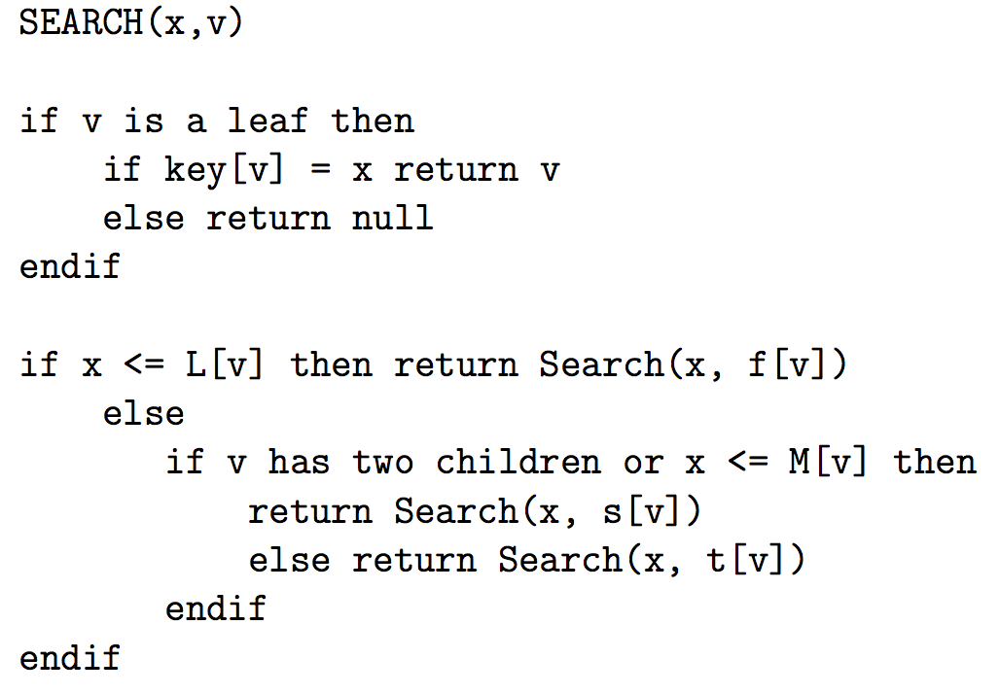 SEARCH(x,v)
if v is a leaf then
if key[v] = x return v
else return null
endif
if x <= L[v] then return Search(x, f[v])
else
if v has two children or x <= M[v] then
return Search(x, s[v])
else return Search(x, t[v])
endif
endif